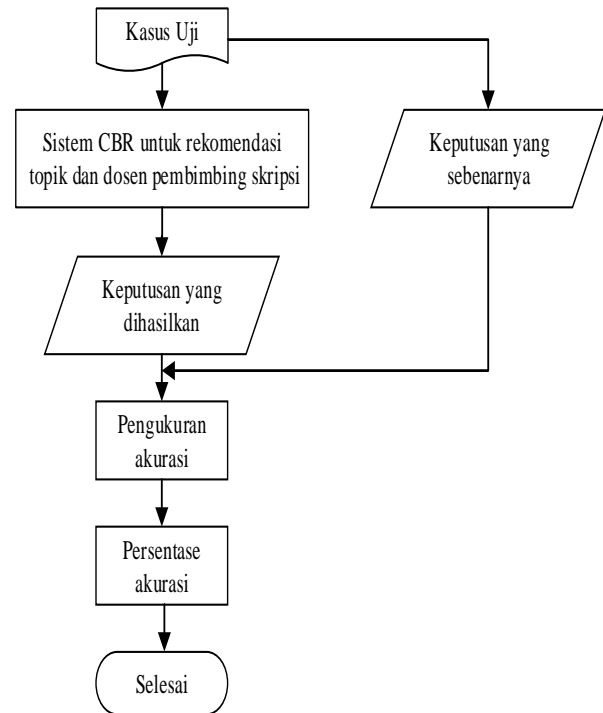 Kasus Uji
Sistem CBR untuk rekomendasi
topik dan dosen pembimbing skripsi
Keputusan yang
sebenarnya
Keputusan yang
dihasilkan
Pengukuran
akurasi
Persentase
akurasi
Selesai